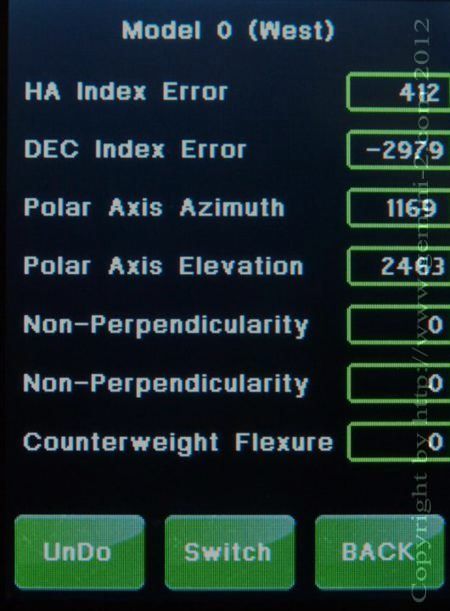 Model 0 (West)
HA Index Error 412
DEC Index Error -2979
Polar Axis Azimuth 1169
Polar Axis Elevation 2463
Non-Perpendicularity 0
Non-Perpendicularity 0
Counterweight Flexure 0
UnDo Switch BACK
Copyright by http://www.gemini-2.com 2012